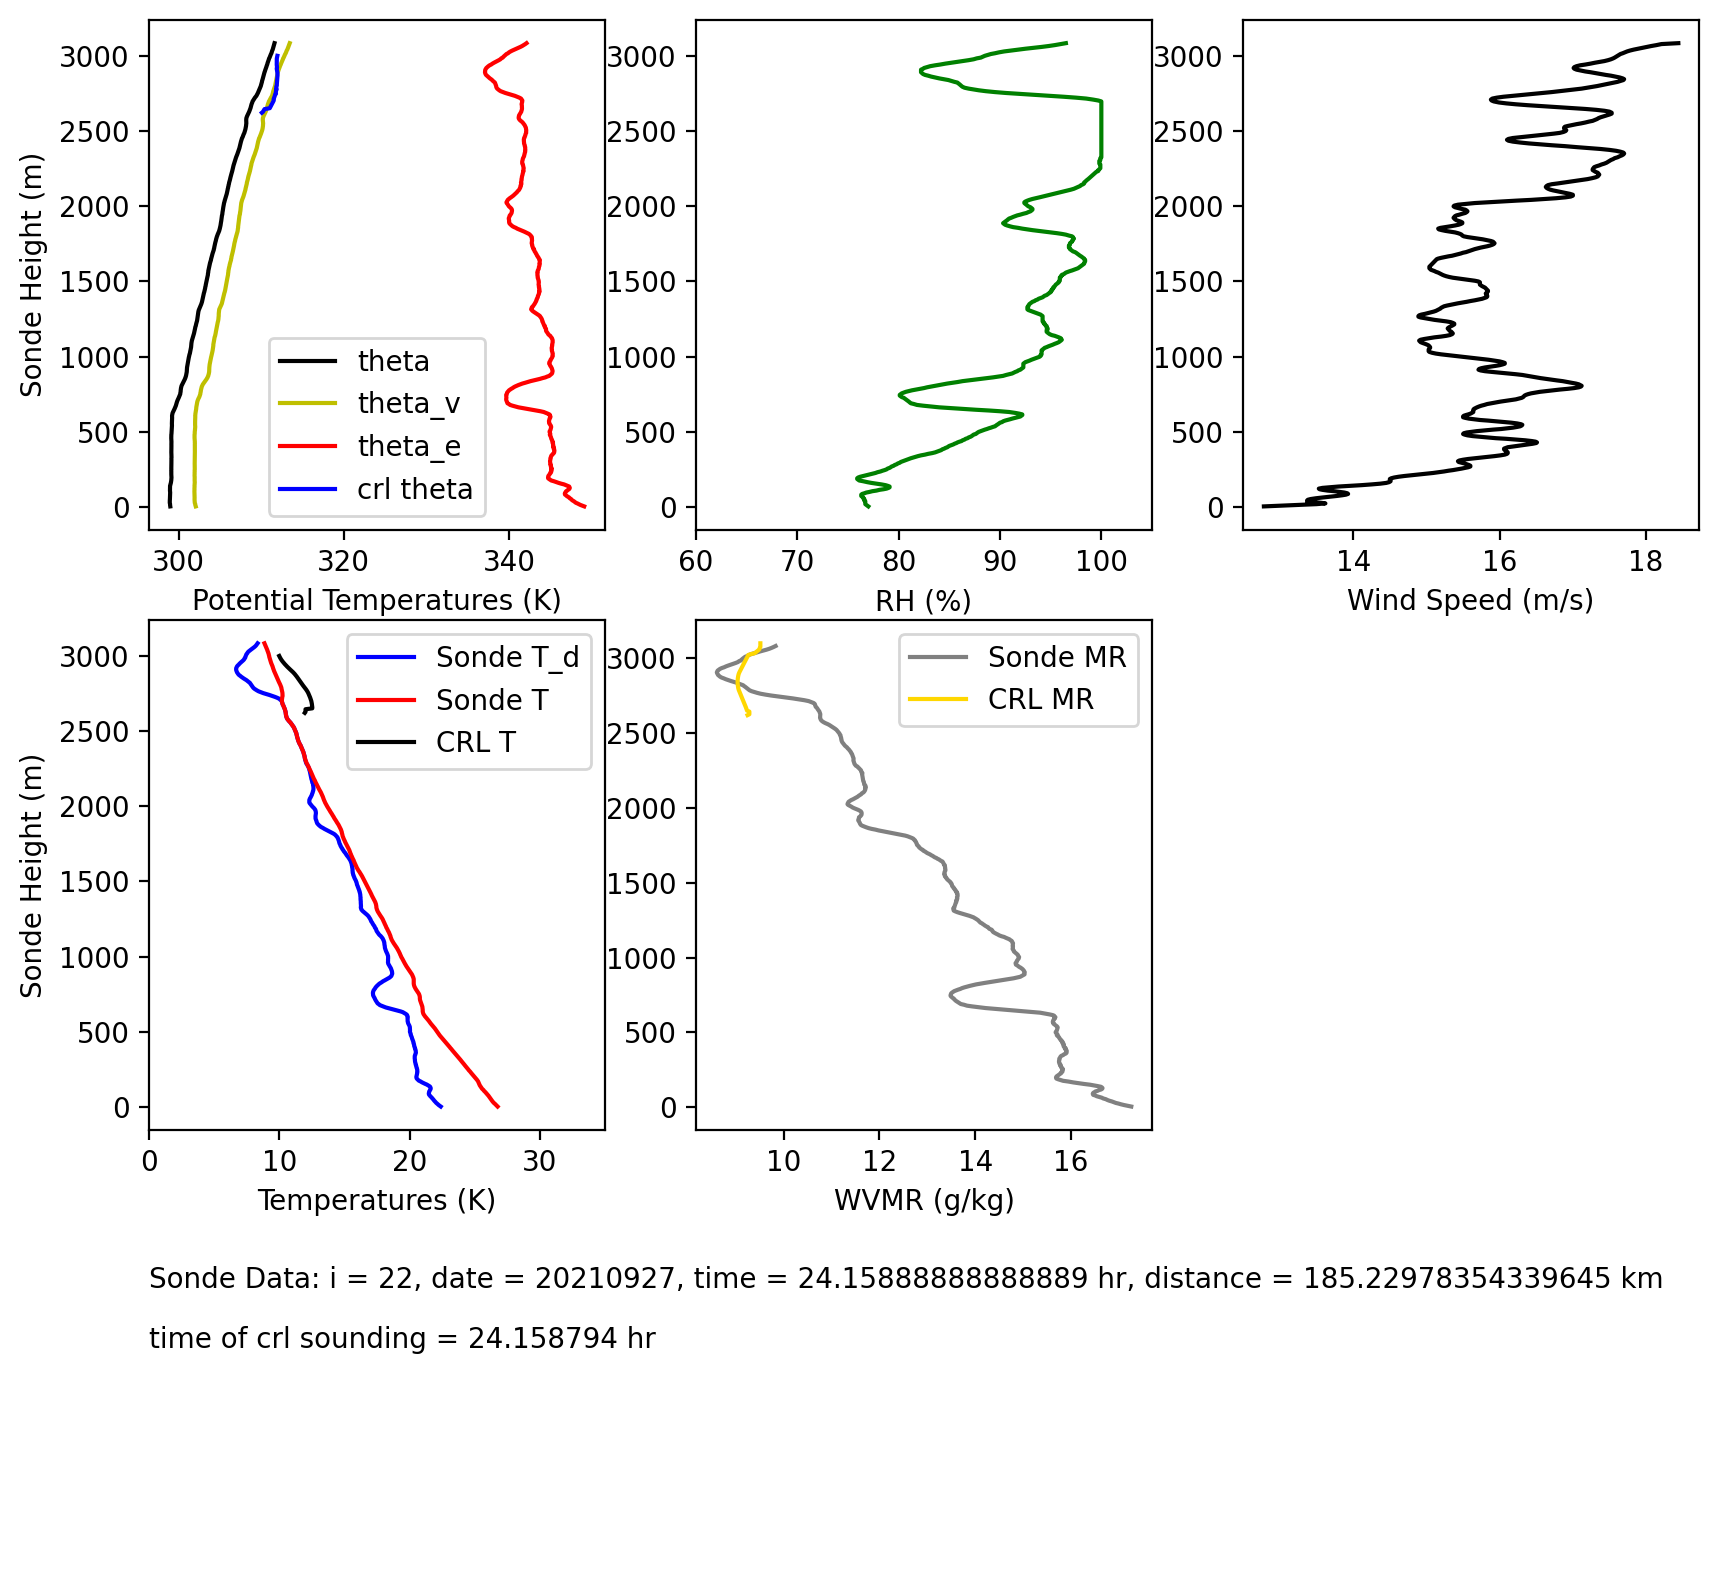 3000
2500
2000
1500
1000
500
0
Sonde Height (m)
theta
theta_v
theta_e
crl theta
300 320 340
Potential Temperatures (K)
3000
2500
2000
1500
1000
500
0
60 70 80 90 100
RH (%)
3000
2500
2000
1500
1000
500
0
14 16 18
Wind Speed (m/s)
3000
2500
2000
1500
1000
500
0
Sonde Height (m)
Sonde T_d
Sonde T
CRL T
0 10 20 30
Temperatures (K)
3000
2500
2000
1500
1000
500
0
Sonde MR
CRL MR
10 12 14 16
WVMR (g/kg)
Sonde Data: i = 22, date = 20210927, time = 24.15888888888889 hr, distance = 185.22978354339645 km
time of crl sounding = 24.158794 hr